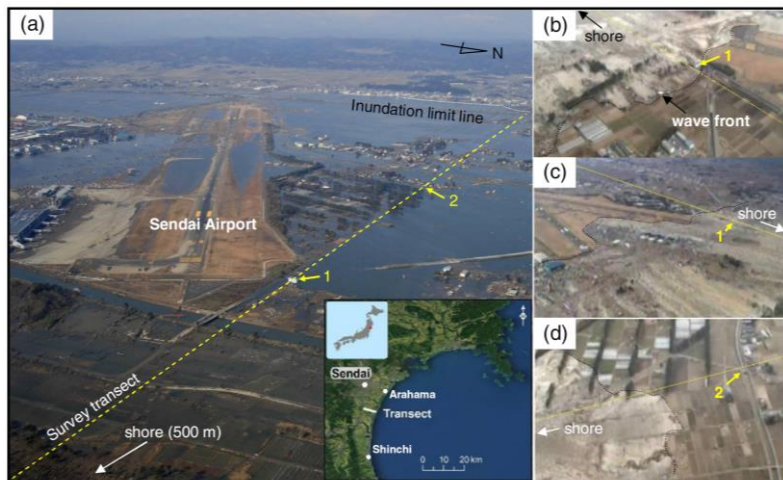 (a)
N
Inundation limit line
2
Sendai Airport
1
Survey transect
shore (500 m)
Sendai
Arahama
Transect
Shinchi
0 10 20 km
(b)
shore
1
wave front
(c)
shore
1
(d)
2
shore